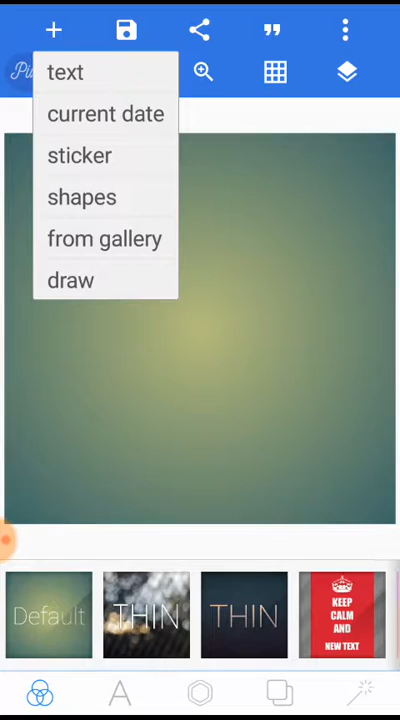 text
current date
sticker
shapes
from gallery
draw
Default
THIN
THIN
KEEP
CALM
AND
NEW TEXT